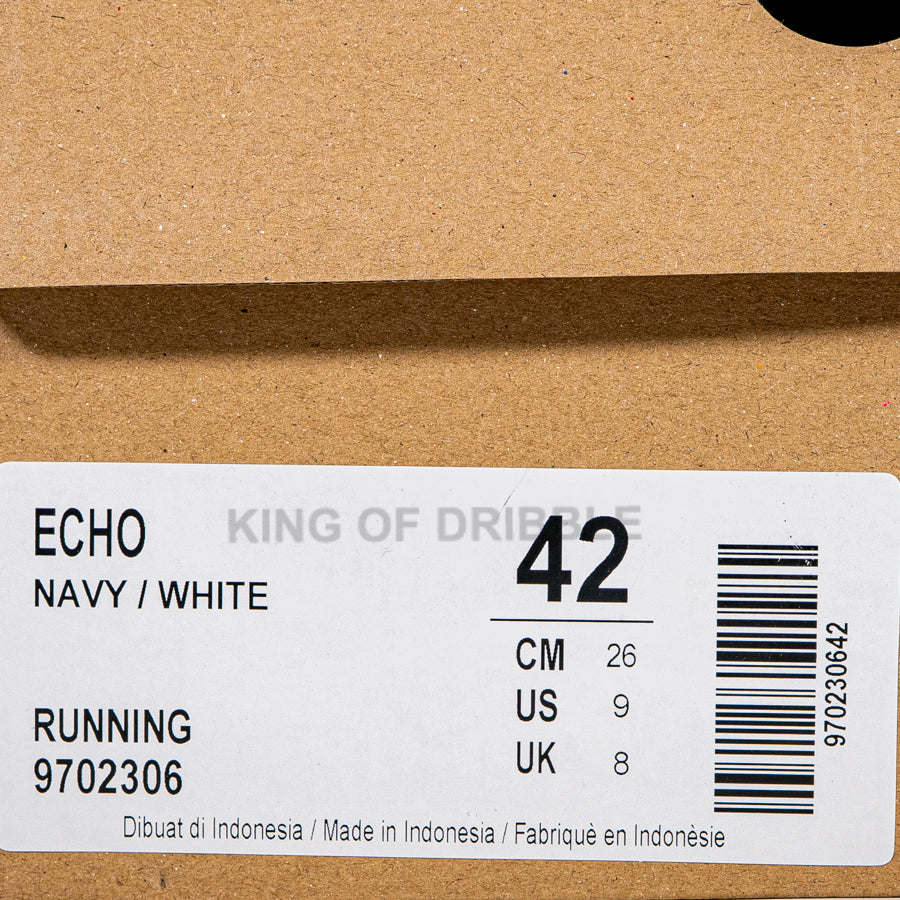 ECHO
KING OF DRIBBLE
NAVY / WHITE
42
CM 26
US 9
UK 8
RUNNING
9702306
970230642
Dibuat di Indonesia / Made in Indonesia / Fabriquè en Indonèsie